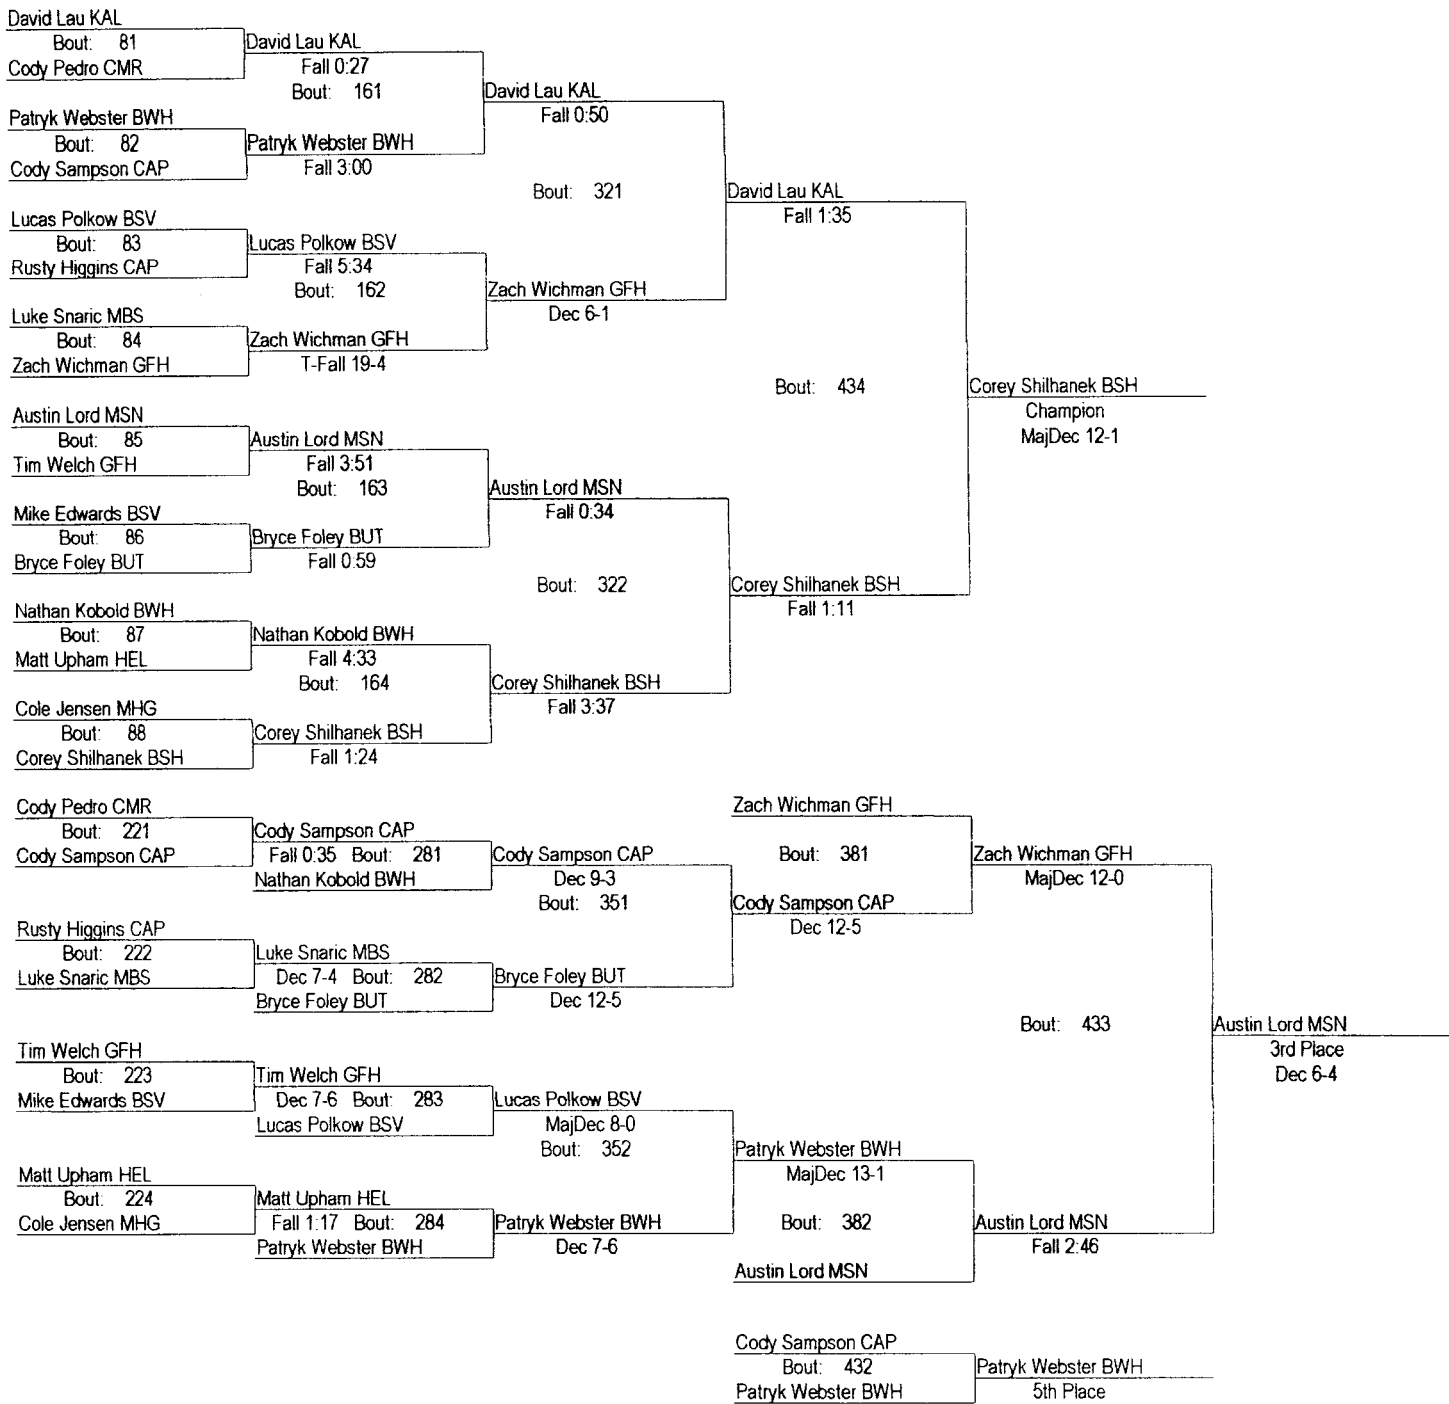 David Lau KAL
Bout: 81
Cody Pedro CMR
David Lau KAL
Fall 0:27
Bout: 161
Patryk Webster BWH
Bout: 82
Cody Sampson CAP
Patryk Webster BWH
Fall 3:00
David Lau KAL
Fall 0:50
Bout: 321
Lucas Polkow BSV
Bout: 83
Rusty Higgins CAP
Lucas Polkow BSV
Fall 5:34
Bout: 162
Luke Snaric MBS
Bout: 84
Zach Wichman GFH
Zach Wichman GFH
T-Fall 19-4
Zach Wichman GFH
Dec 6-1
David Lau KAL
Fall 1:35
Bout: 434
Austin Lord MSN
Bout: 85
Tim Welch GFH
Austin Lord MSN
Fall 3:51
Bout: 163
Mike Edwards BSV
Bout: 86
Bryce Foley BUT
Bryce Foley BUT
Fall 0:59
Austin Lord MSN
Fall 0:34
Bout: 322
Nathan Kobold BWH
Bout: 87
Matt Upham HEL
Nathan Kobold BWH
Fall 4:33
Bout: 164
Cole Jensen MHG
Bout: 88
Corey Shilhanek BSH
Corey Shilhanek BSH
Fall 1:24
Corey Shilhanek BSH
Fall 3:37
Corey Shilhanek BSH
Fall 1:11
Corey Shilhanek BSH
Champion
MajDec 12-1
Cody Pedro CMR
Bout: 221
Cody Sampson CAP
Cody Sampson CAP
Fall 0:35 Bout: 281
Nathan Kobold BWH
Cody Sampson CAP
Dec 9-3
Bout: 351
Rusty Higgins CAP
Bout: 222
Luke Snaric MBS
Luke Snaric MBS
Dec 7-4 Bout: 282
Bryce Foley BUT
Bryce Foley BUT
Dec 12-5
Zach Wichman GFH
Bout: 381
Cody Sampson CAP
Dec 12-5
Zach Wichman GFH
MajDec 12-0
Bout: 433
Tim Welch GFH
Bout: 223
Mike Edwards BSV
Tim Welch GFH
Dec 7-6 Bout: 283
Lucas Polkow BSV
Lucas Polkow BSV
MajDec 8-0
Bout: 352
Matt Upham HEL
Bout: 224
Cole Jensen MHG
Matt Upham HEL
Fall 1:17 Bout: 284
Patryk Webster BWH
Patryk Webster BWH
Dec 7-6
Patryk Webster BWH
MajDec 13-1
Bout: 382
Austin Lord MSN
Austin Lord MSN
Fall 2:46
Austin Lord MSN
3rd Place
Dec 6-4
Cody Sampson CAP
Bout: 432
Patryk Webster BWH
Patryk Webster BWH
5th Place